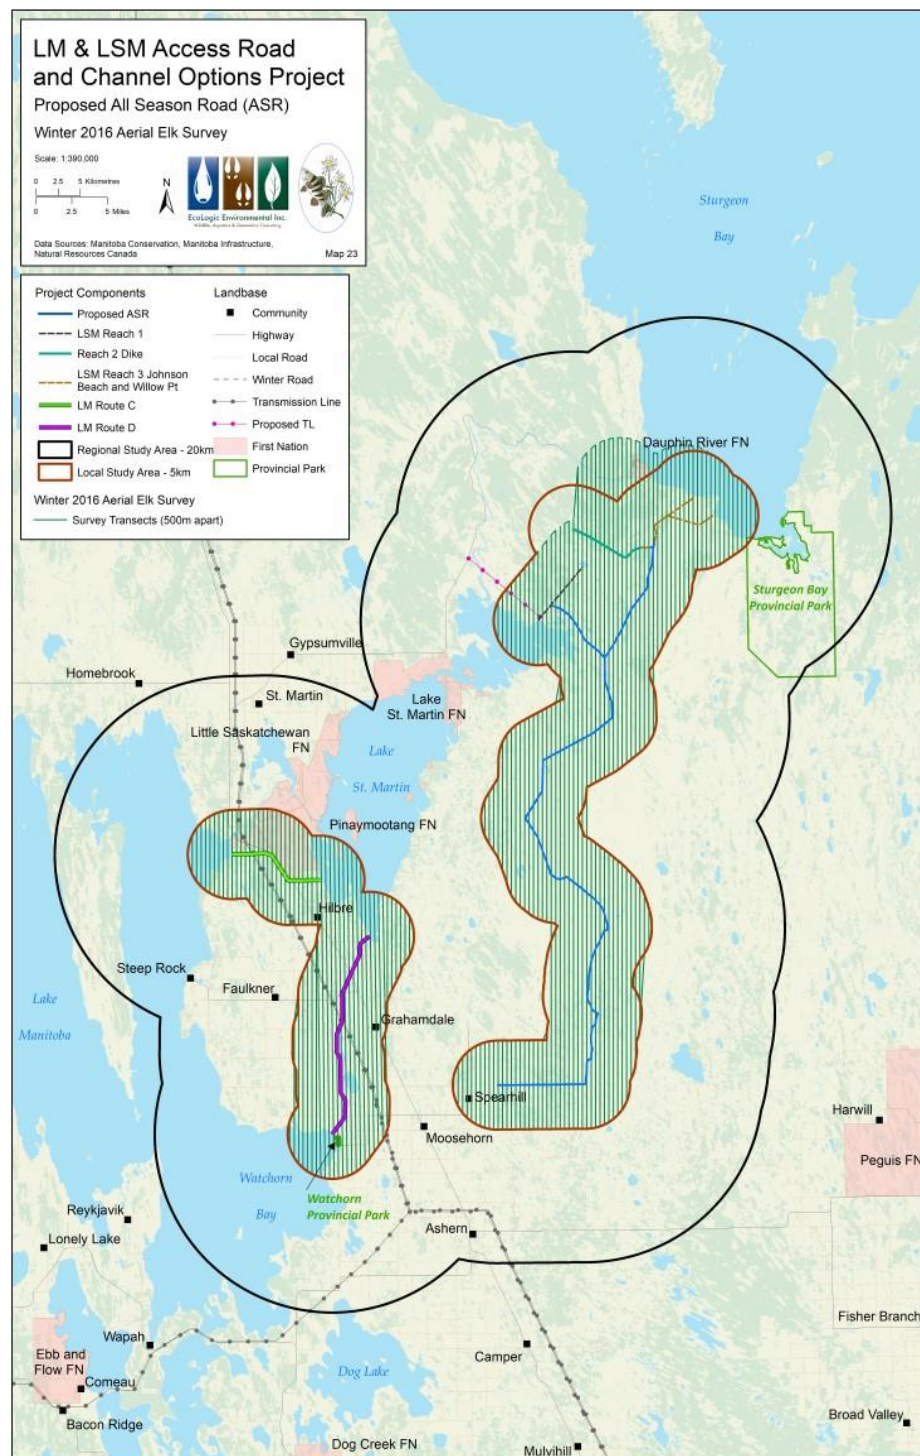 LM & LSM Access Road
and Channel Options Project
Proposed All Season Road (ASR)
Winter 2016 Aerial Elk Survey
Scale: 1:390,000
0 2.5 5 Kilometres
0 2.5 5 Miles
N
EcoLogic Environmental Inc.
Data Sources: Manitoba Conservation, Manitoba Infrastructure,
Natural Resources Canada
Map 23
Project Components
Proposed ASR
LSM Reach 1
Reach 2 Dike
LSM Reach 3 Johnson
Beach and Willow Pt
LM Route C
LM Route D
Regional Study Area - 20km
Local Study Area - 5km
Winter 2016 Aerial Elk Survey
Survey Transects (500m apart)
Landbase
Community
Highway
Local Road
Winter Road
Transmission Line
Proposed TL
First Nation
Provincial Park
Sturgeon
Bay
Dauphin River FN
Sturgeon Bay
Provincial Park
Gypsumville
Homebrook
St. Martin
Lake
St. Martin FN
Little Saskatchewan
FN
Lake
St. Martin
Pinaymootang FN
Hilbre
Steep Rock
Faulkner
Lake
Manitoba
Grahamdale
Spearhill
Moosehorn
Harwill
Peguis FN
Watchorn
Bay
Watchorn
Provincial Park
Reykjavik
Lonely Lake
Ashern
Fisher Branch
Wapah
Ebb and
Flow FN
Comeau
Bacon Ridge
Dog Lake
Camper
Dog Creek FN
Mulvihill
Broad Valley